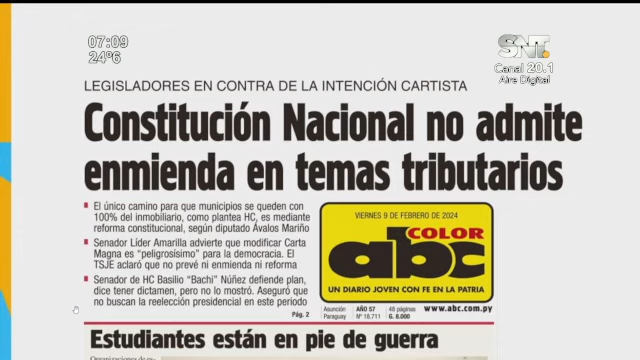 07:09
24°6
SNT.
Canal 20.1
Aire Digital
LEGISLADORES EN CONTRA DE LA INTENCIÓN CARTISTA
Constitución Nacional no admite
enmienda en temas tributarios
El único camino para que municipios se queden con
100% del inmobiliario, como plantea HC, es mediante
reforma constitucional, según diputado Ávalos Mariño
Senador Líder Amarilla advierte que modificar Carta
Magna es “peligrosísimo” para la democracia. El
TSJE aclaró que no prevé ni enmienda ni reforma
Senador de HC Basilio “Bachi” Núñez defiende plan,
dice tener dictamen, pero no lo mostró. Aseguró que
no buscan la reelección presidencial en este período
Pág. 2
VIERNES 9 DE FEBRERO DE 2024
abc COLOR
UN DIARIO JOVEN CON FE EN LA PATRIA
Asunción Paraguay
AÑO 57 Nº 18.711
48 páginas G. 8.000
www.abc.com.py
Estudiantes están en pie de guerra